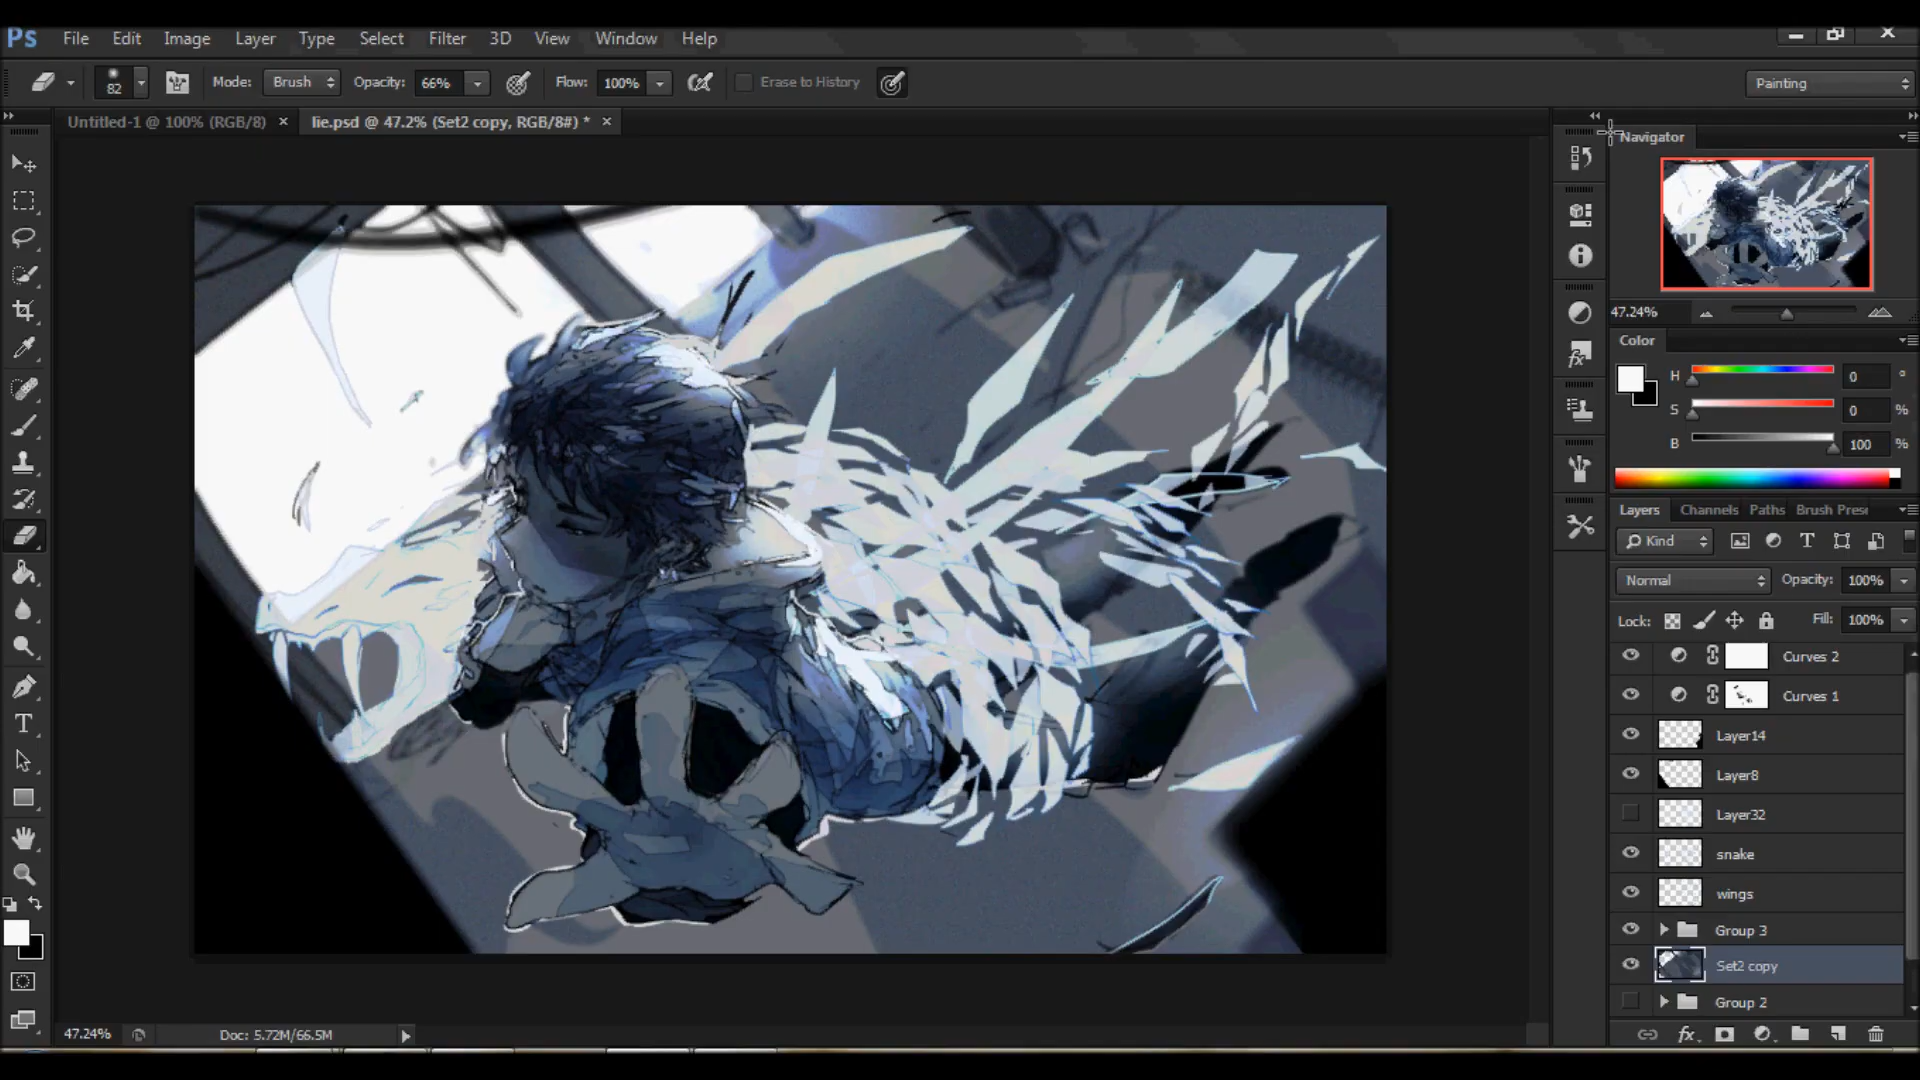 Ps File Edit Image Layer Type Select Filter 3D View Window Help
82 Mode: Brush Opacity: 66% Flow: 100% Erase to History Painting
Untitled-1 @ 100% (RGB/8) × lie.psd @ 47.2% (Set2 copy, RGB/8#) * ×
Navigator
47.24%
Color
H 0 °
S 0 %
B 100 %
Layers Channels Paths Brush Prese
Kind
Normal Opacity: 100%
Lock: Fill: 100%
Curves 2
Curves 1
Layer14
Layer8
Layer32
snake
wings
Group 3
Set2 copy
Group 2
47.24% Doc: 5.72M/66.5M